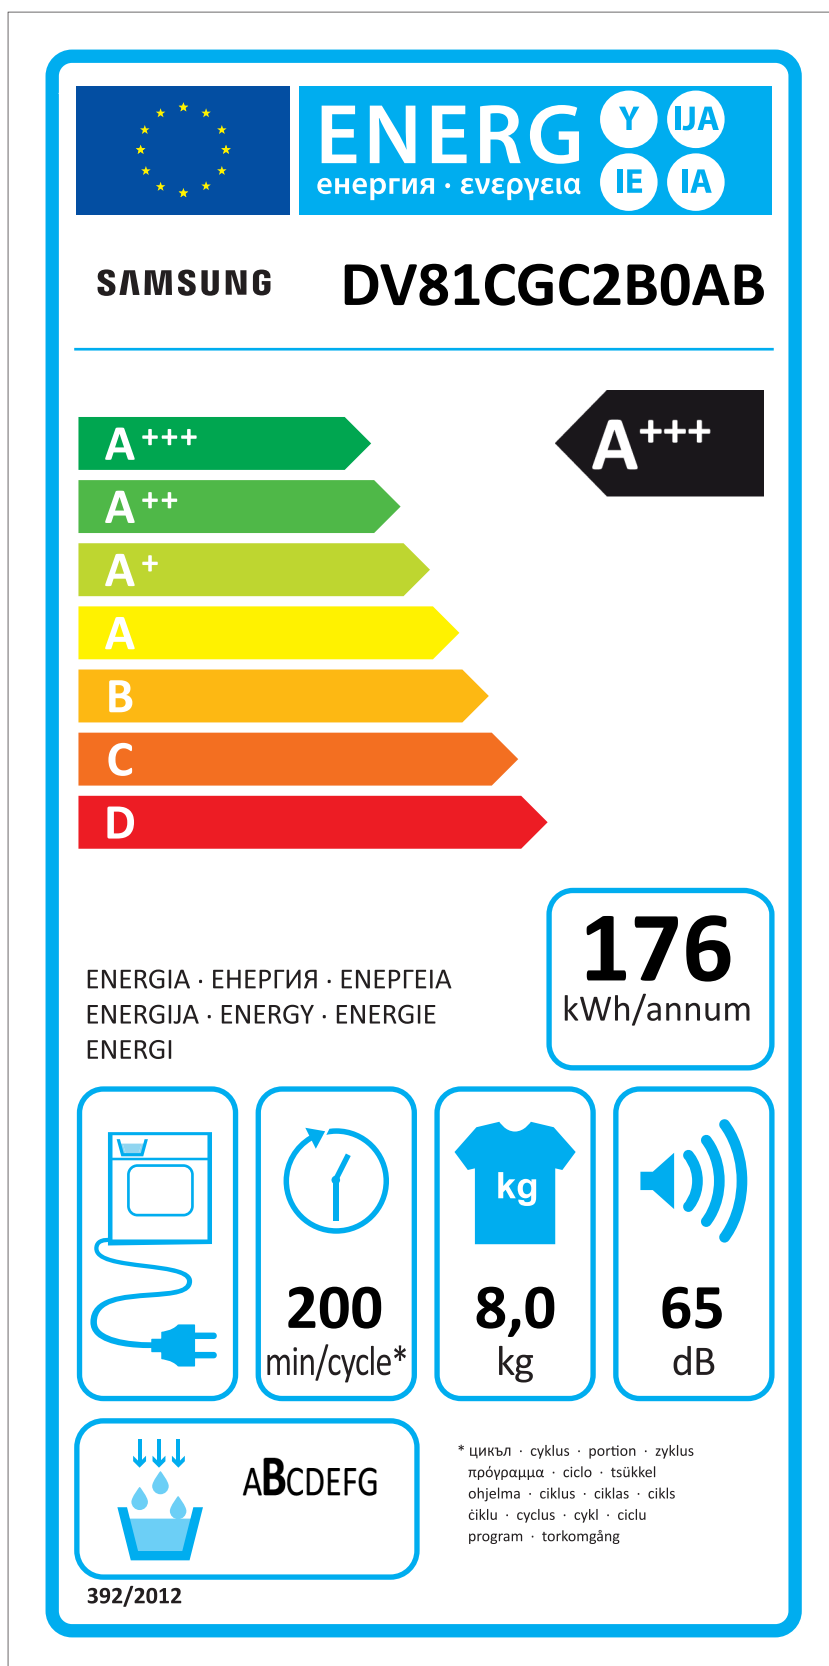 ENERG
енергия · ενεργεια
Y
IJA
IE
IA
SAMSUNG
DV81CGC2B0AB
A+++
A+++
A++
A+
A
B
C
D
176
kWh/annum
ENERGIA · ЕНЕРГИЯ · ΕΝΕΡΓΕΙΑ
ENERGIJA · ENERGY · ENERGIE
ENERGI
200
min/cycle*
kg
8,0
kg
65
dB
ABCDEFG
* цикъл · cyklus · portion · zyklus
πρόγραμμα · ciclo · tsükkel
ohjelma · ciklus · ciklas · cikls
ċiklu · cyclus · cykl · ciclu
program · torkomgång
392/2012